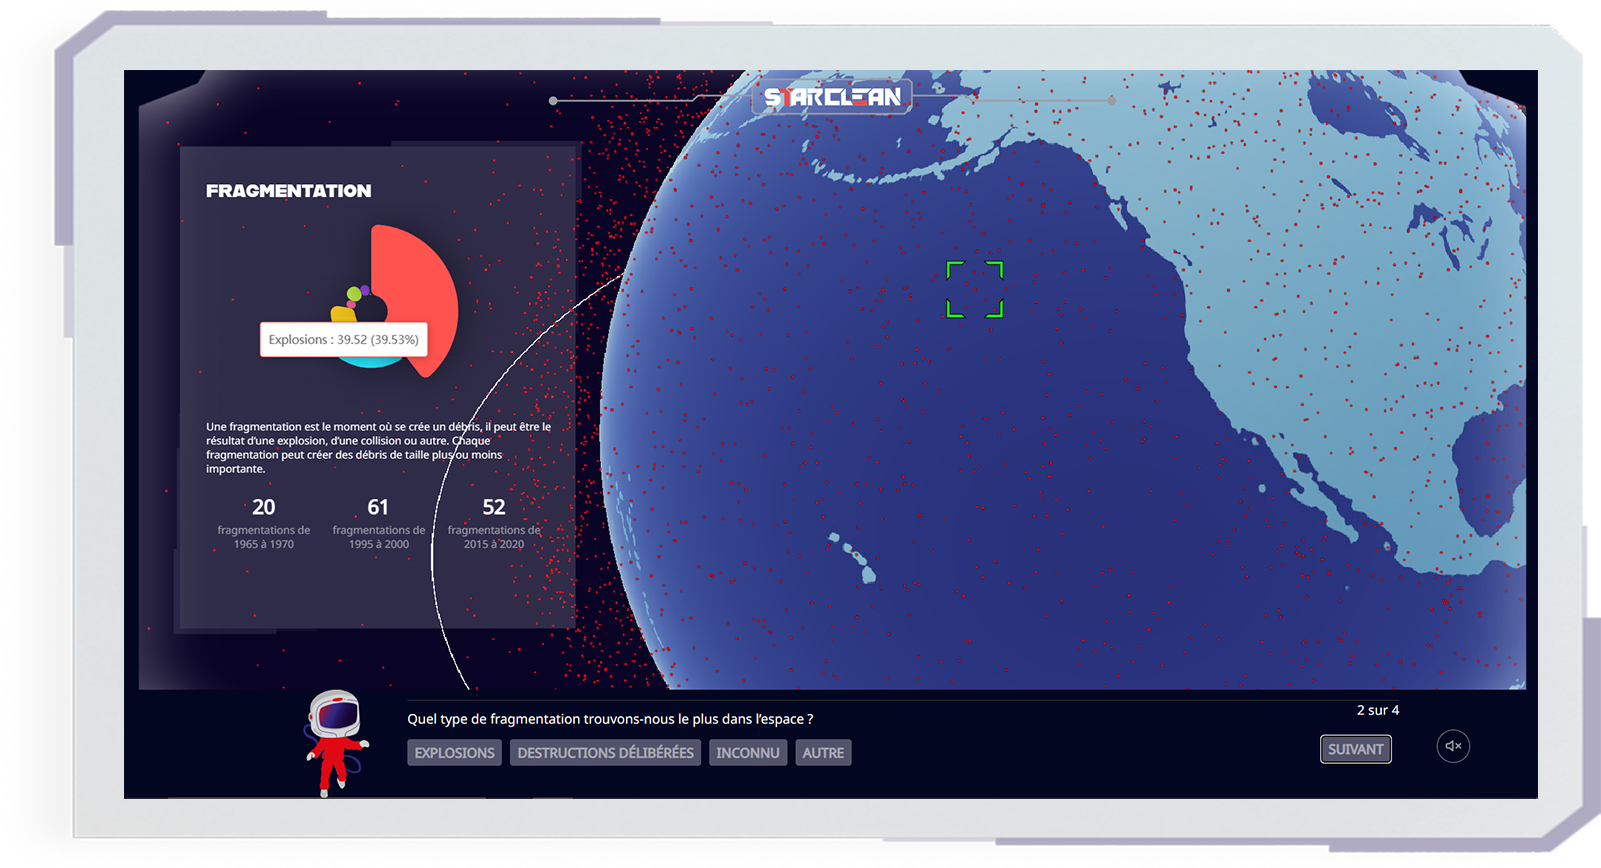 STARCLEAN
FRAGMENTATION
Explosions : 39.52 (39.53%)
Une fragmentation est le moment où se crée un débris, il peut être le
résultat d'une explosion, d'une collision ou autre. Chaque
fragmentation peut créer des débris de taille plus ou moins
importante.
20
fragmentations de
1965 à 1970
61
fragmentations de
1995 à 2000
52
fragmentations de
2015 à 2020
Quel type de fragmentation trouvons-nous le plus dans l'espace ?
EXPLOSIONS
DESTRUCTIONS DÉLIBÉRÉES
INCONNU
AUTRE
2 sur 4
SUIVANT